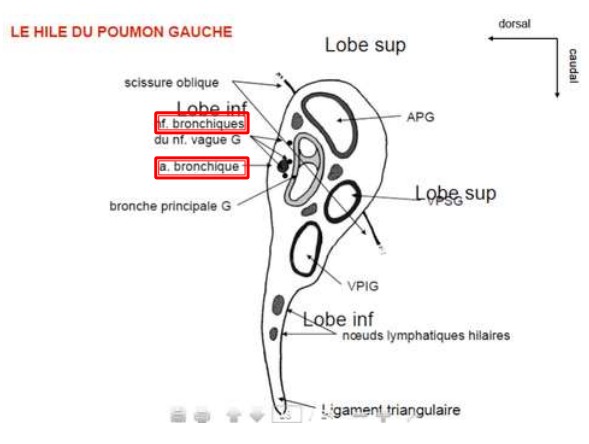 LE HILE DU POUMON GAUCHE
dorsal
Lobe sup
caudal
scissure oblique
Lobe inf
nf. bronchiques
APG
du nf. vague G
a. bronchique
Lobe sup
VPSG
bronche principale G
VPIG
Lobe inf
nœuds lymphatiques hilaires
Ligament triangulaire